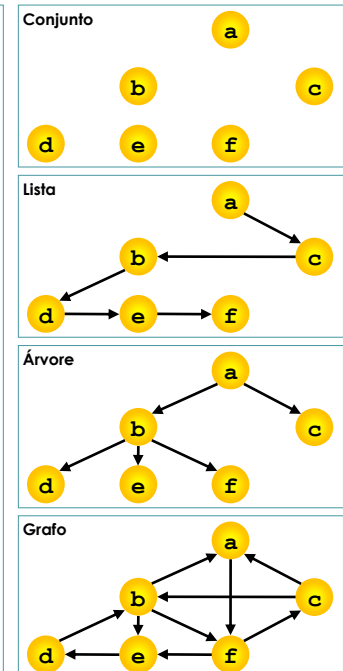 Conjunto
a
b c
d e f
Lista
a
b c
d e f
Árvore
a
b c
d e f
Grafo
a
b c
d e f